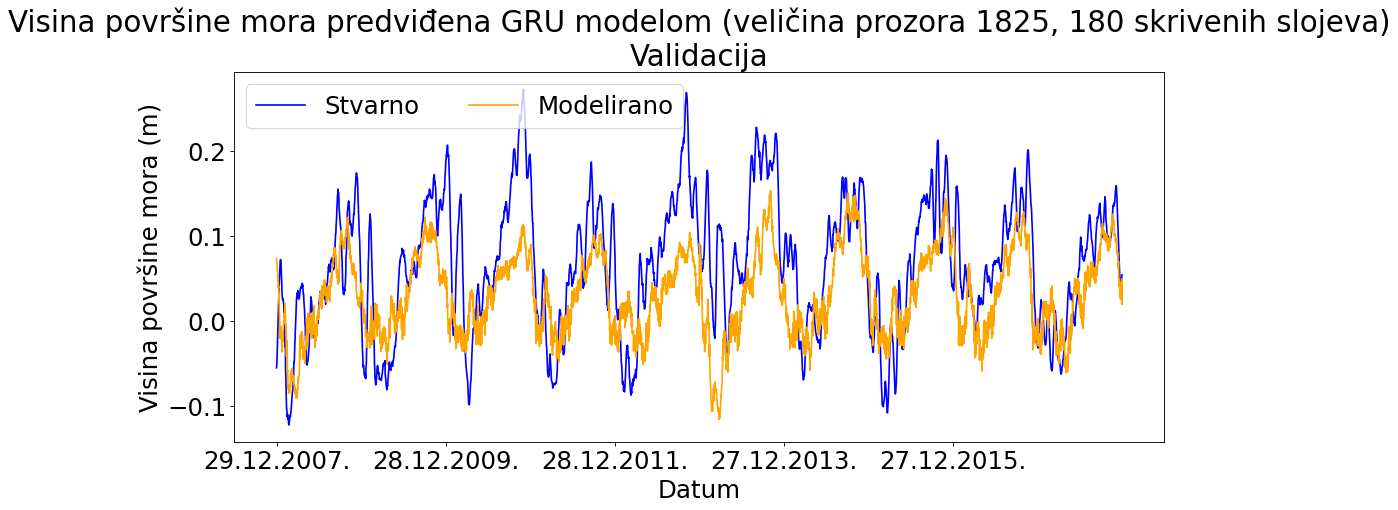 Visina površine mora predviđena GRU modelom (veličina prozora 1825, 180 skrivenih slojeva)
Validacija
Stvarno
Modelirano
Visina površine mora (m)
0.2
0.1
0.0
−0.1
29.12.2007.
28.12.2009.
28.12.2011.
27.12.2013.
27.12.2015.
Datum